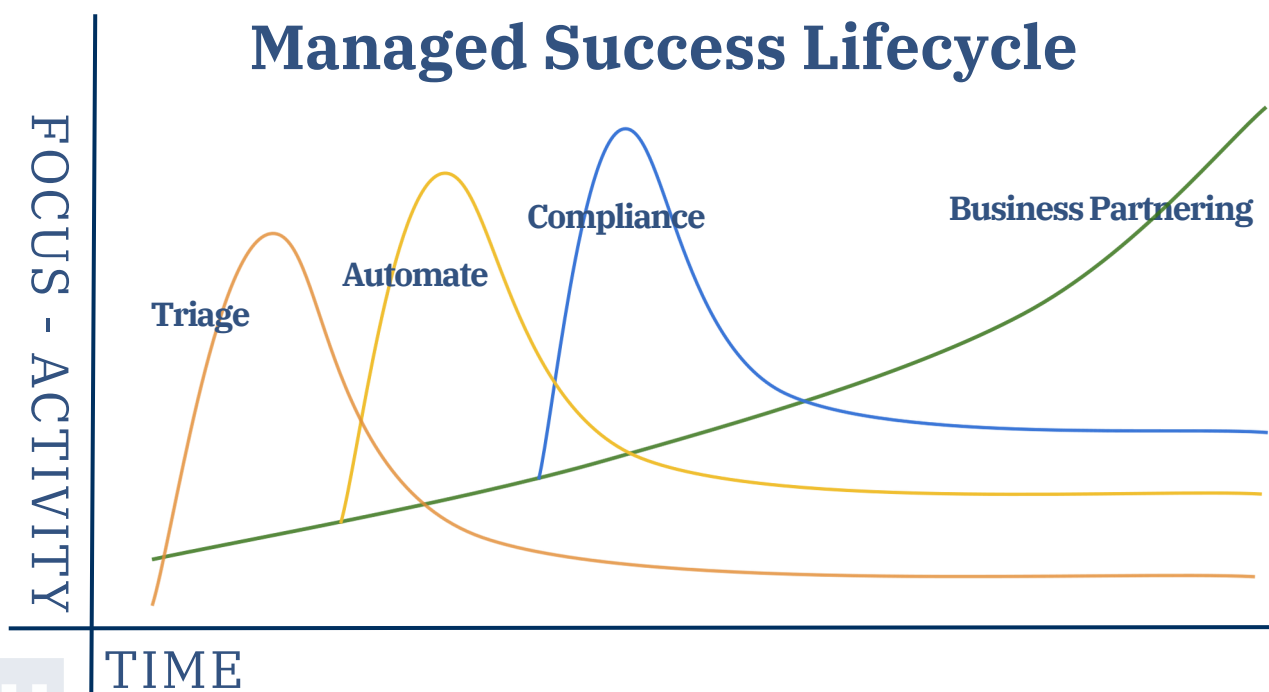 Managed Success Lifecycle
FOCUS - ACTIVITY
Triage
Automate
Compliance
Business Partnering
TIME